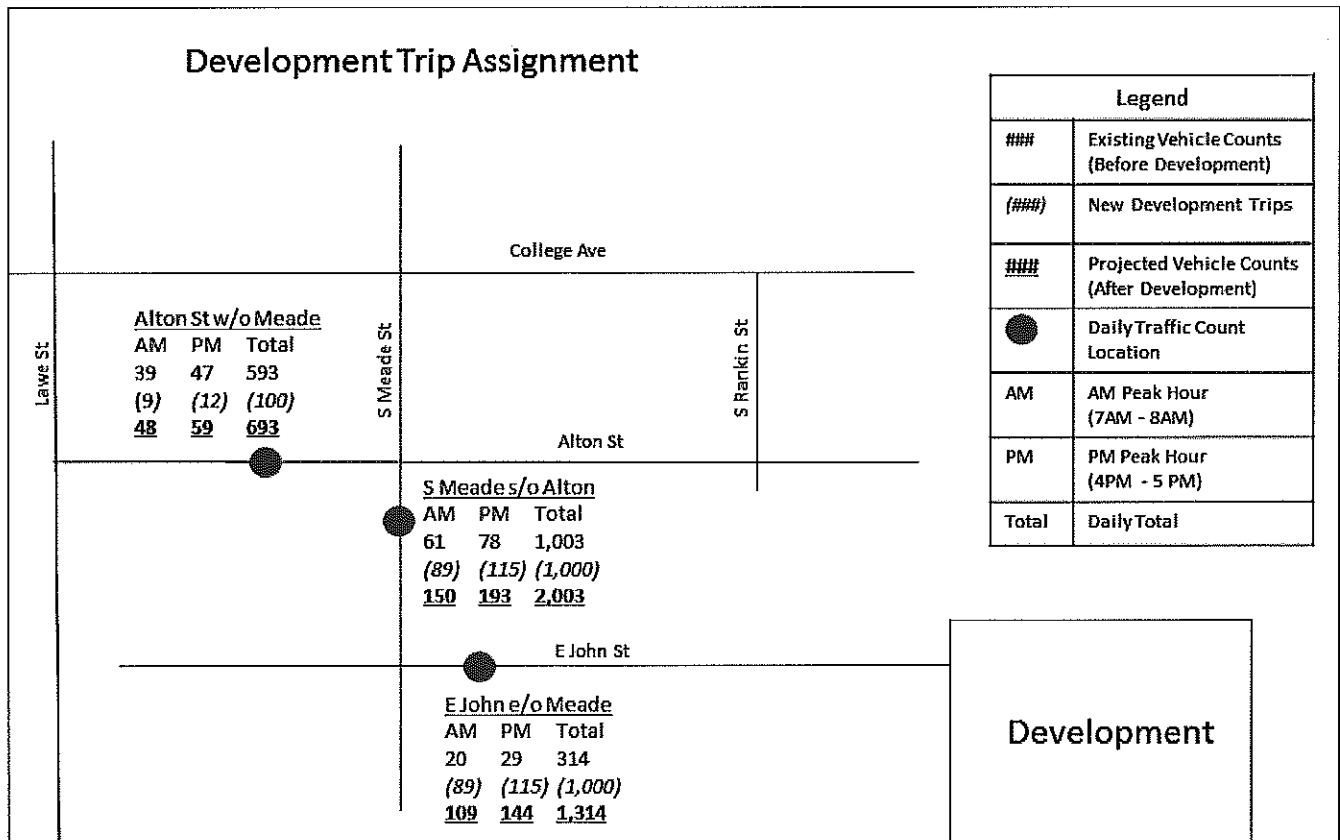 Development Trip Assignment
Legend
### Existing Vehicle Counts
(Before Development)
(###) New Development Trips
### Projected Vehicle Counts
(After Development)
Daily Traffic Count
Location
AM AM Peak Hour
(7AM - 8AM)
PM PM Peak Hour
(4PM - 5 PM)
Total Daily Total
College Ave
Lawe St
S Meade St
S Rankin St
Alton St w/o Meade
AM PM Total
39 47 593
(9) (12) (100)
48 59 693
Alton St
S Meade s/o Alton
AM PM Total
61 78 1,003
(89) (115) (1,000)
150 193 2,003
E John St
E John e/o Meade
AM PM Total
20 29 314
(89) (115) (1,000)
109 144 1,314
Development